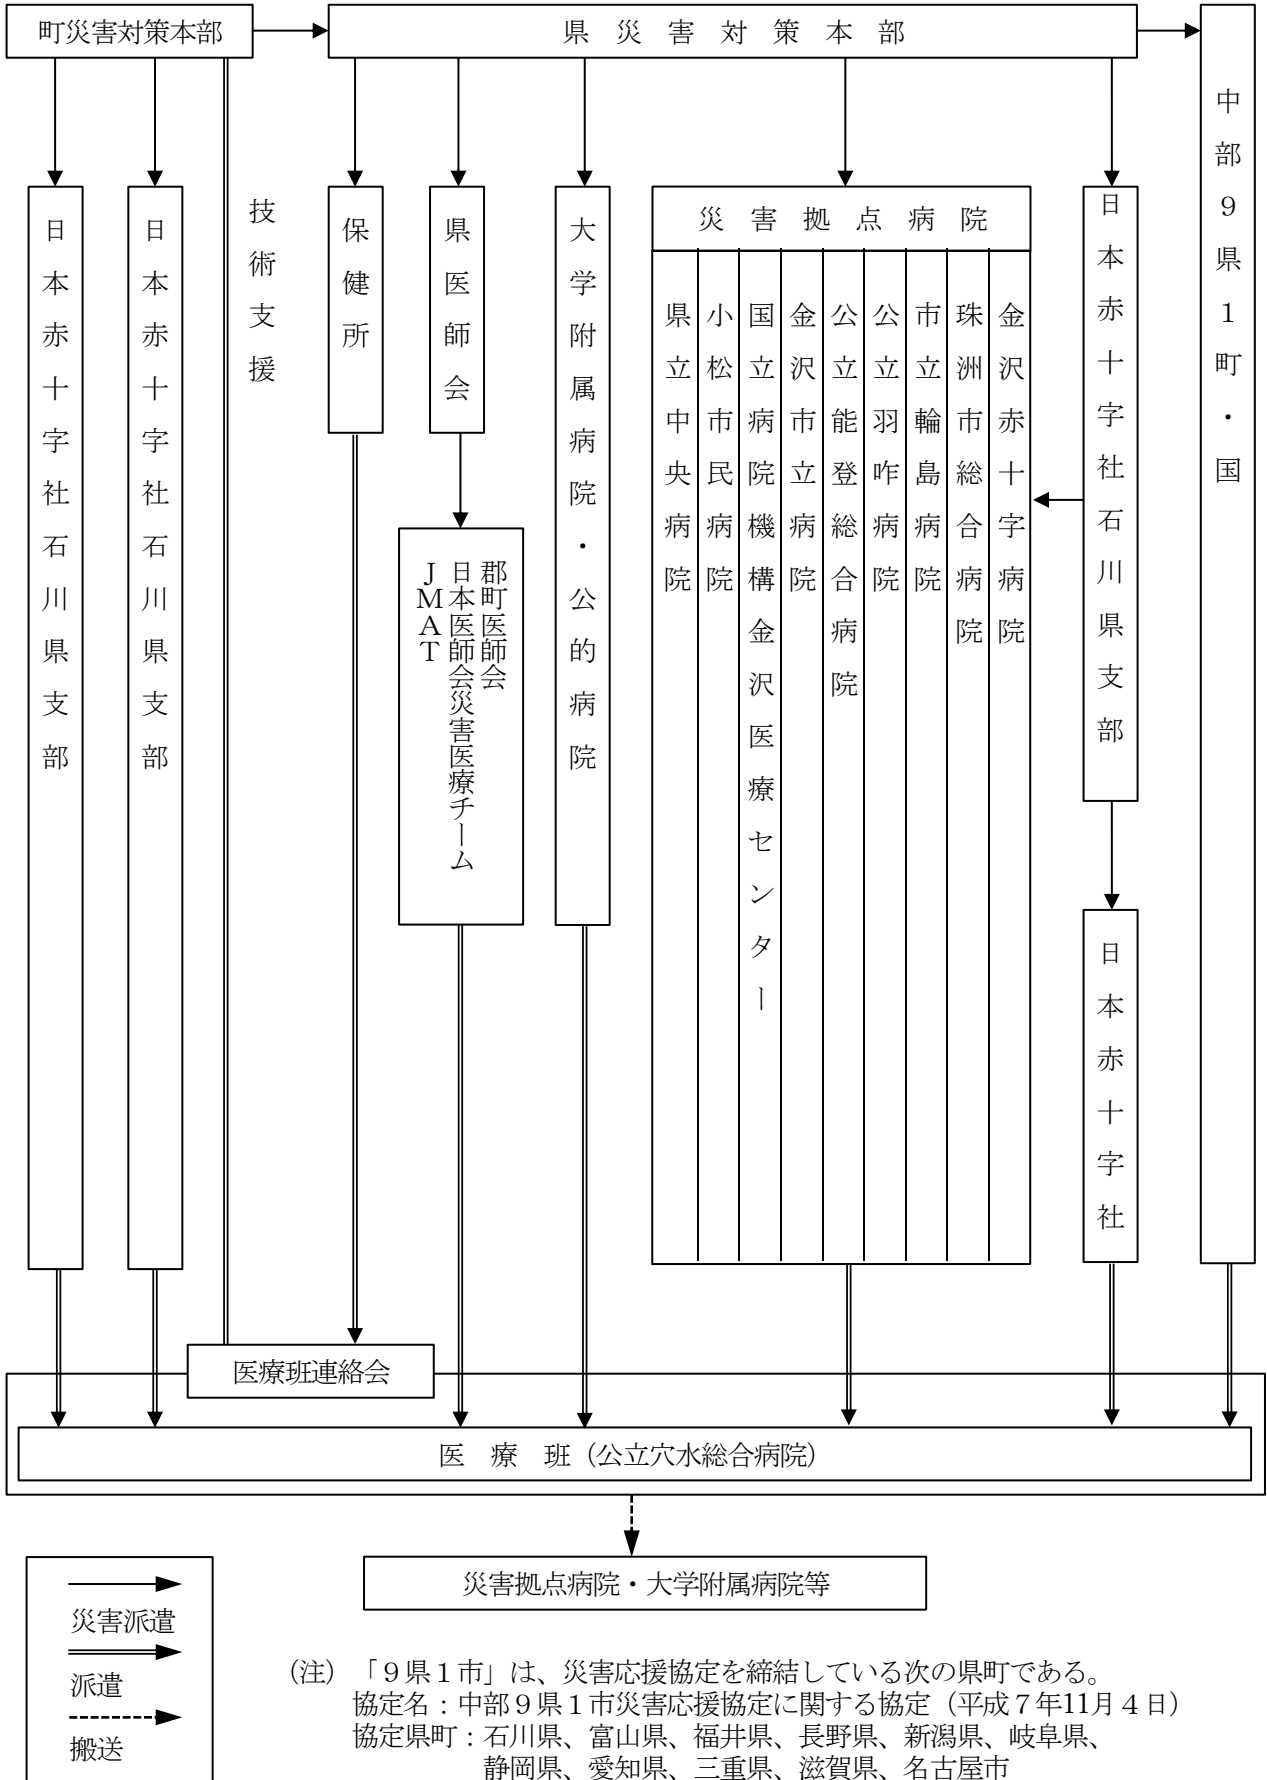 町災害対策本部
県災害対策本部
中部９県１町・国
日本赤十字社石川県支部
日本赤十字社石川県支部
技術支援
保健所
県医師会
大学附属病院・公的病院
災害拠点病院
県立中央病院
小松市民病院
国立病院機構金沢医療センター
金沢市立病院
公立能登総合病院
公立羽咋病院
市立輪島病院
珠洲市総合病院
金沢赤十字病院
日本赤十字社石川県支部
郡町医師会
日本医師会災害医療チーム
ＪＭＡＴ
日本赤十字社
医療班連絡会
医療班（公立穴水総合病院）
災害拠点病院・大学附属病院等
災害派遣
派遣
搬送
（注）「９県１市」は、災害応援協定を締結している次の県町である。
協定名：中部９県１市災害応援協定に関する協定（平成７年11月４日）
協定県町：石川県、富山県、福井県、長野県、新潟県、岐阜県、
静岡県、愛知県、三重県、滋賀県、名古屋市